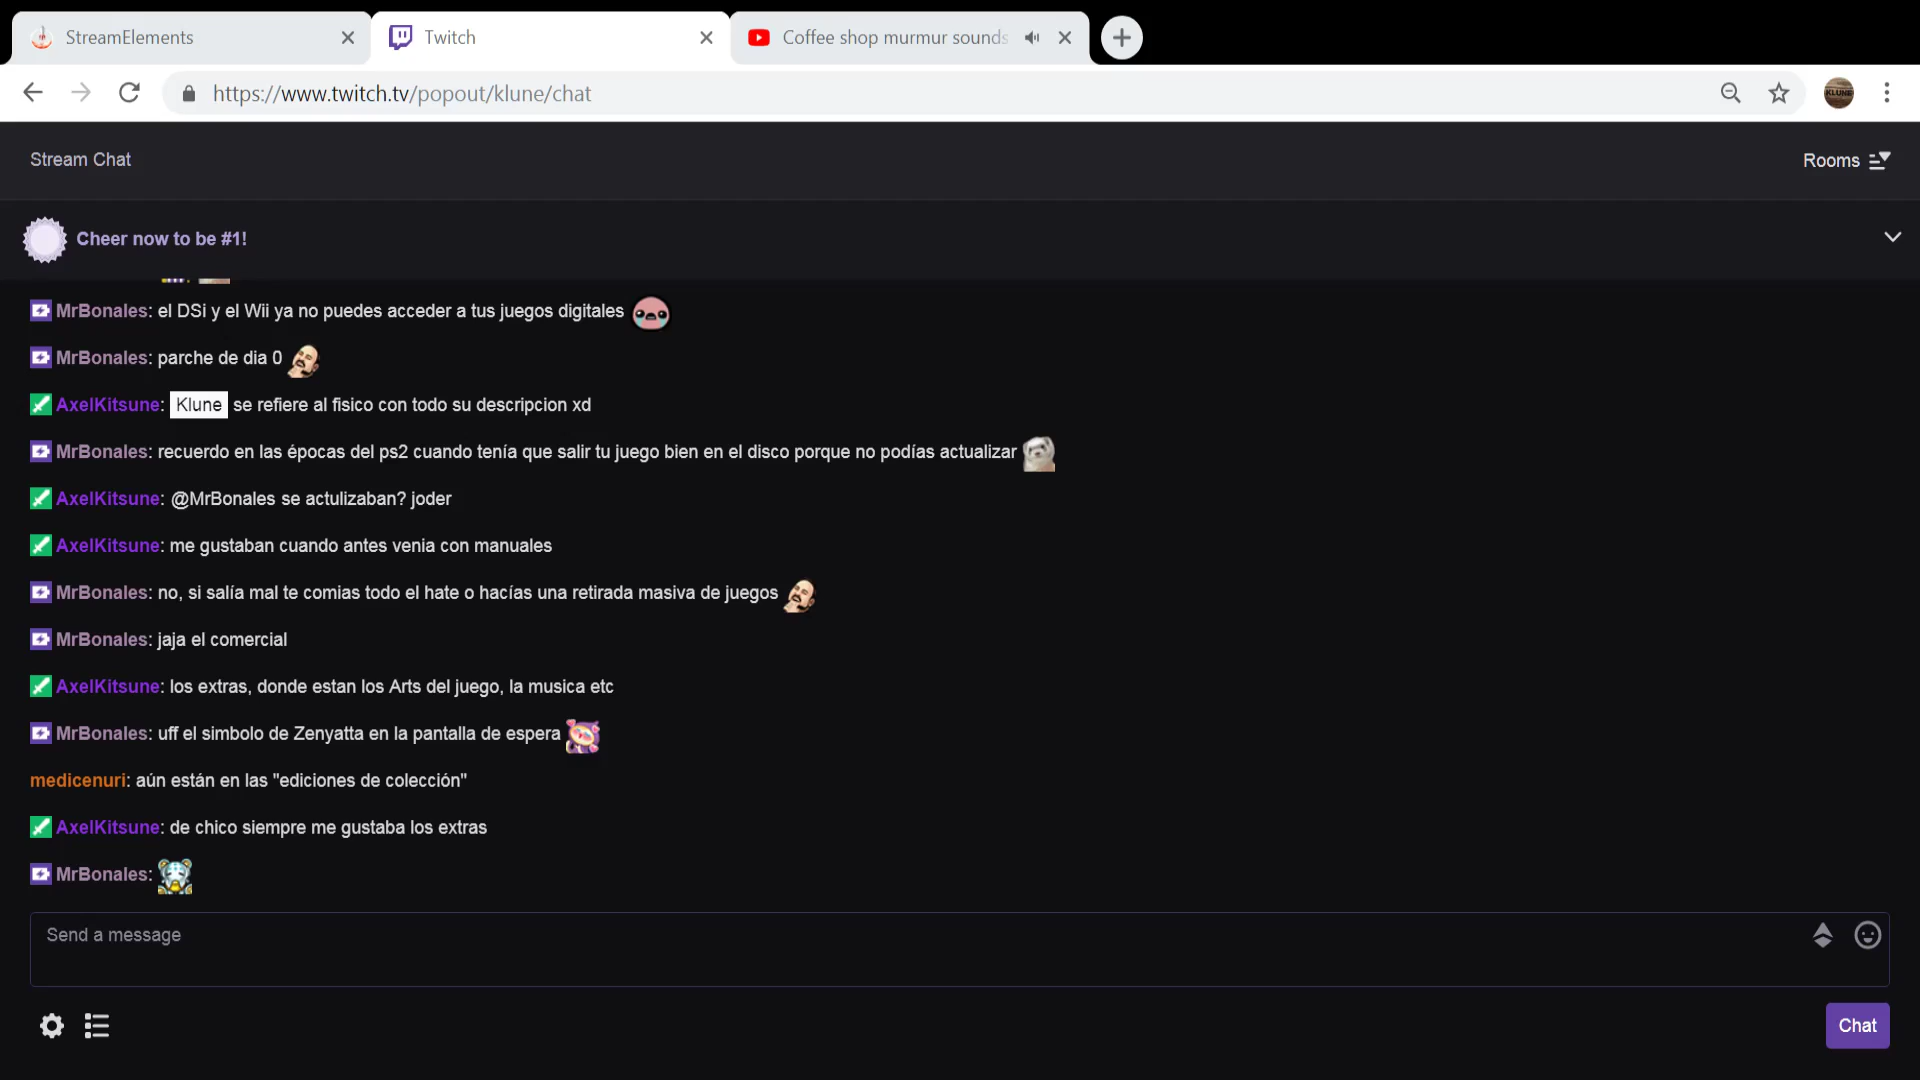 StreamElements
Twitch
Coffee shop murmur sounds
https://www.twitch.tv/popout/klune/chat
KLUNE
Stream Chat
Rooms
Cheer now to be #1!
MrBonales: el DSi y el Wii ya no puedes acceder a tus juegos digitales
MrBonales: parche de dia 0
AxelKitsune: Klune se refiere al fisico con todo su descripcion xd
MrBonales: recuerdo en las épocas del ps2 cuando tenía que salir tu juego bien en el disco porque no podías actualizar
AxelKitsune: @MrBonales se actulizaban? joder
AxelKitsune: me gustaban cuando antes venia con manuales
MrBonales: no, si salía mal te comias todo el hate o hacías una retirada masiva de juegos
MrBonales: jaja el comercial
AxelKitsune: los extras, donde estan los Arts del juego, la musica etc
MrBonales: uff el simbolo de Zenyatta en la pantalla de espera
medicenuri: aún están en las "ediciones de colección"
AxelKitsune: de chico siempre me gustaba los extras
MrBonales:
Send a message
Chat